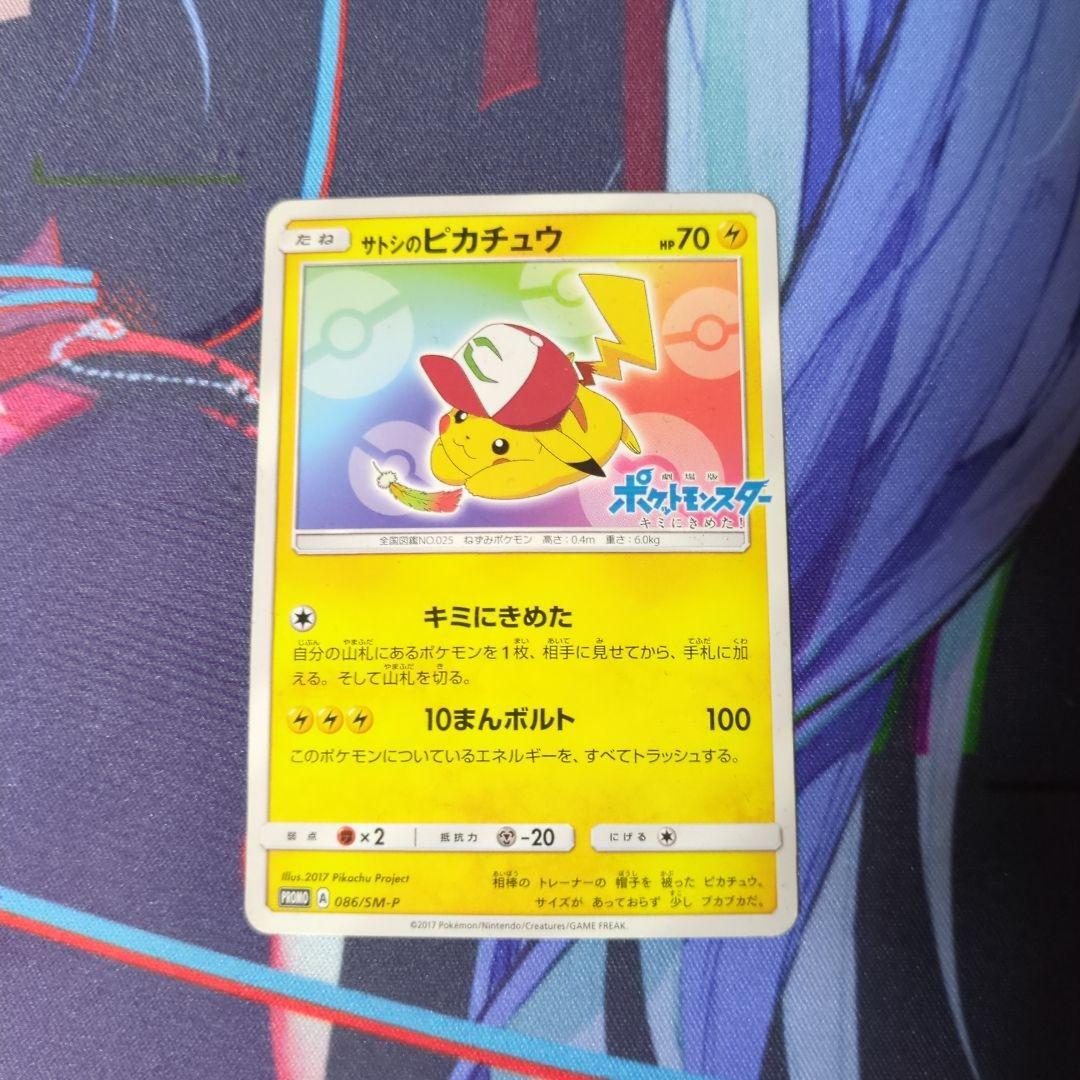 たね サトシのピカチュウ HP70
劇場版
ポケットモンスター
キミにきめた!
全国図鑑NO.025 ねずみポケモン 高さ:0.4m 重さ:6.0kg
キミにきめた
自分の山札にあるポケモンを1枚、相手に見せてから、手札に加
える。そして山札を切る。
10まんボルト 100
このポケモンについているエネルギーを、すべてトラッシュする。
弱点 ×2 抵抗力 -20 にげる
Illus.2017 Pikachu Project
相棒の トレーナーの 帽子を 被った ピカチュウ。
サイズが あっておらず 少し ブカブカだ。
PROMO A 086/SM-P
©2017 Pokémon/Nintendo/Creatures/GAME FREAK.